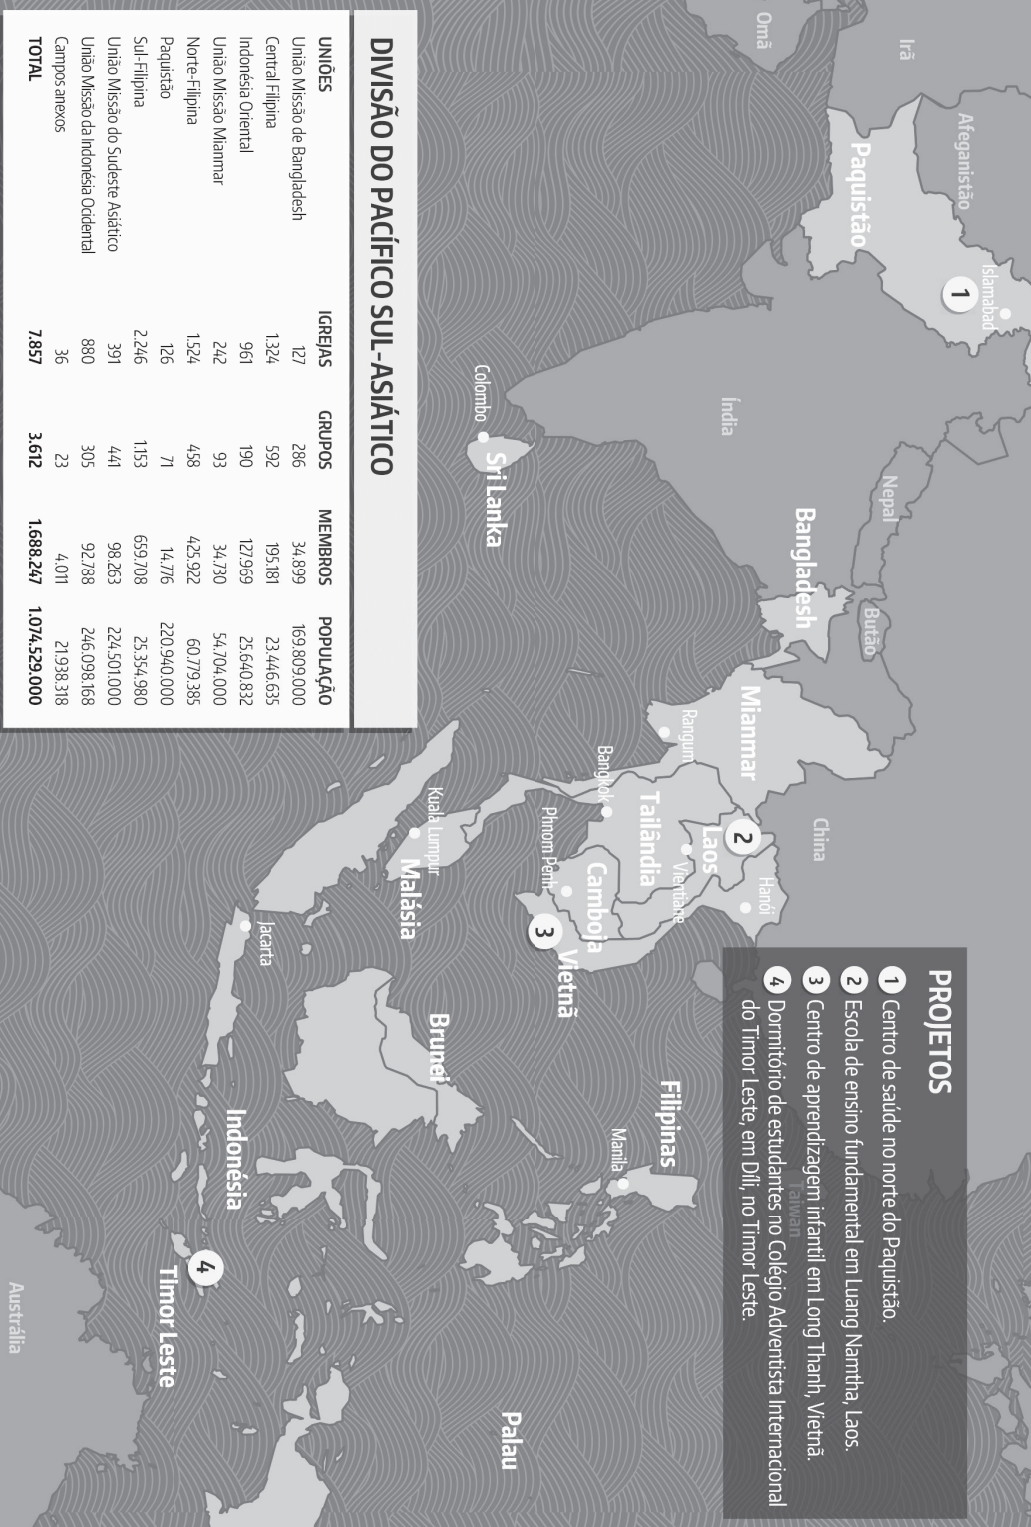 PROJETOS
1 Centro de saúde no norte do Paquistão.
2 Escola de ensino fundamental em Luang Namtha, Laos.
3 Centro de aprendizagem infantil em Long Thanh, Vietnã.
4 Dormitório de estudantes no Colégio Adventista Internacional
do Timor Leste, em Díli, no Timor Leste.
Islamabad
Afeganistão
1
Irã
Nepal
Butão
Paquistão
China
Bangladesh
Taiwan
Omã
Hanói
Mianmar
2
Índia
Laos
Rangum
Vientiane
Filipinas
Tailândia
Manila
Bangkok
Camboja
Vietnã
Phnom Penh
3
Sri Lanka
Palau
Colombo
Brunei
Kuala Lumpur
Malásia
Jacarta
Indonésia
4
Timor Leste
Austrália
DIVISÃO DO PACÍFICO SUL-ASIÁTICO
UNIÕES IGREJAS GRUPOS MEMBROS POPULAÇÃO
União Missão de Bangladesh 127 286 34.899 169.809.000
Central Filipina 1.324 592 195.181 23.446.635
Indonésia Oriental 961 190 127.969 25.640.832
União Missão Mianmar 242 93 34.730 54.704.000
Norte-Filipina 1.524 458 425.922 60.779.385
Paquistão 126 71 14.776 220.940.000
Sul-Filipina 2.246 1.153 659.708 25.354.980
União Missão do Sudeste Asiático 391 441 98.263 224.501.000
União Missão da Indonésia Ocidental 880 305 92.788 246.098.168
Campos anexos 36 23 4.011 21.938.318
TOTAL 7.857 3.612 1.688.247 1.074.529.000